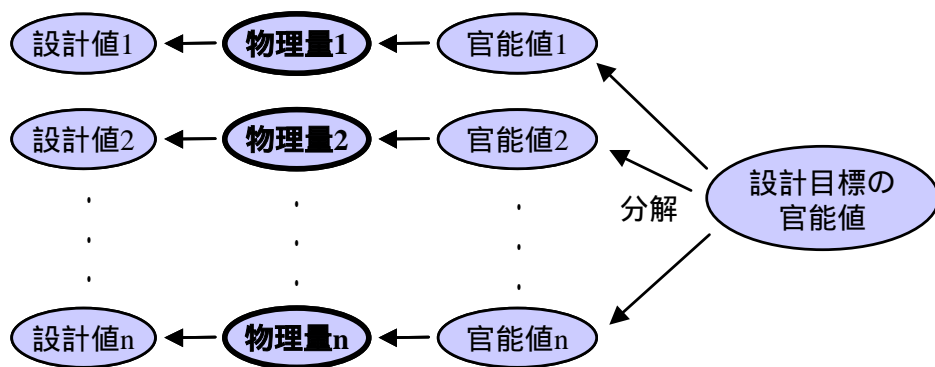 設計値1
物理量1
官能値1
設計値2
物理量2
官能値2
分解
設計目標の
官能値
設計値n
物理量n
官能値n